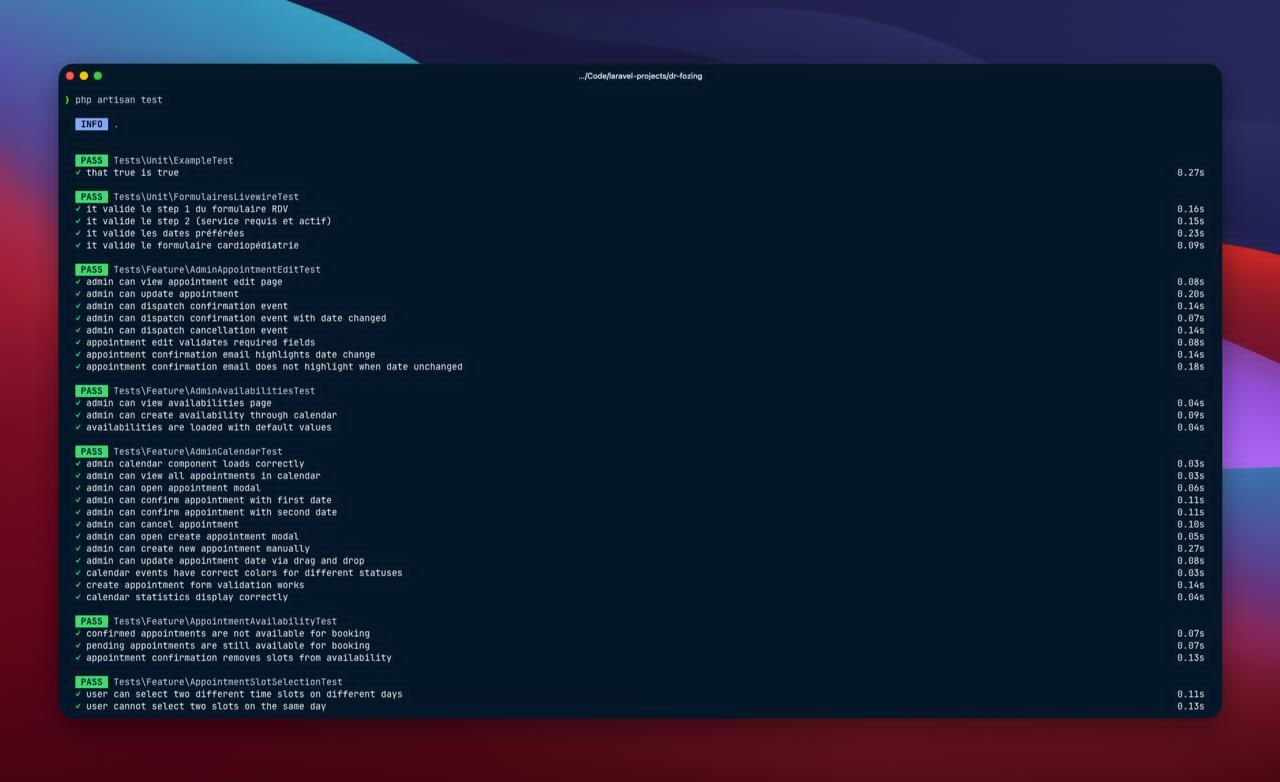 .../Code/laravel-projects/dr-fozing
❯ php artisan test
INFO .
PASS Tests\Unit\ExampleTest
✓ that true is true 0.27s
PASS Tests\Unit\FormulairesLivewireTest
✓ it valide le step 1 du formulaire RDV 0.16s
✓ it valide le step 2 (service requis et actif) 0.15s
✓ it valide les dates préférées 0.23s
✓ it valide le formulaire cardiopédiatrie 0.09s
PASS Tests\Feature\AdminAppointmentEditTest
✓ admin can view appointment edit page 0.08s
✓ admin can update appointment 0.20s
✓ admin can dispatch confirmation event 0.14s
✓ admin can dispatch confirmation event with date changed 0.07s
✓ admin can dispatch cancellation event 0.14s
✓ appointment edit validates required fields 0.08s
✓ appointment confirmation email highlights date change 0.14s
✓ appointment confirmation email does not highlight when date unchanged 0.18s
PASS Tests\Feature\AdminAvailabilitiesTest
✓ admin can view availabilities page 0.04s
✓ admin can create availability through calendar 0.09s
✓ availabilities are loaded with default values 0.04s
PASS Tests\Feature\AdminCalendarTest
✓ admin calendar component loads correctly 0.03s
✓ admin can view all appointments in calendar 0.03s
✓ admin can open appointment modal 0.06s
✓ admin can confirm appointment with first date 0.11s
✓ admin can confirm appointment with second date 0.11s
✓ admin can cancel appointment 0.10s
✓ admin can open create appointment modal 0.05s
✓ admin can create new appointment manually 0.27s
✓ admin can update appointment date via drag and drop 0.08s
✓ calendar events have correct colors for different statuses 0.03s
✓ create appointment form validation works 0.14s
✓ calendar statistics display correctly 0.04s
PASS Tests\Feature\AppointmentAvailabilityTest
✓ confirmed appointments are not available for booking 0.07s
✓ pending appointments are still available for booking 0.07s
✓ appointment confirmation removes slots from availability 0.13s
PASS Tests\Feature\AppointmentSlotSelectionTest
✓ user can select two different time slots on different days 0.11s
✓ user cannot select two slots on the same day 0.13s